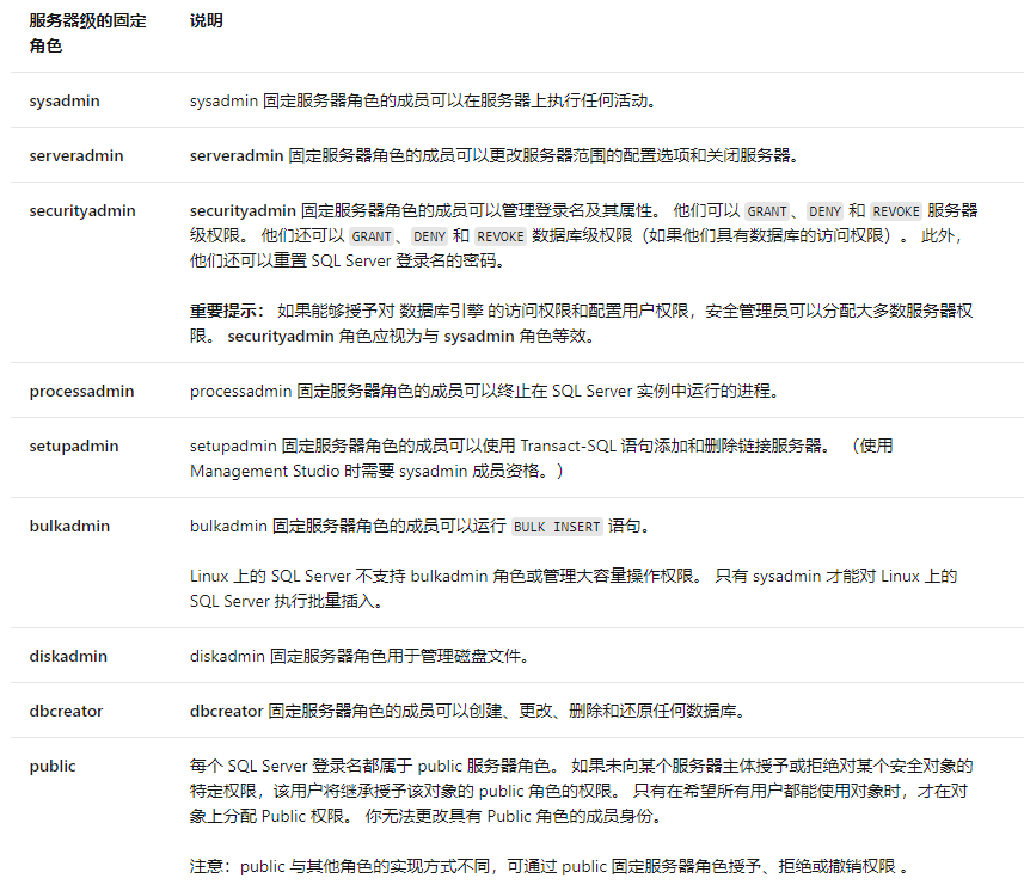 服务器级的固定 说明
角色
sysadmin sysadmin 固定服务器角色的成员可以在服务器上执行任何活动。
serveradmin serveradmin 固定服务器角色的成员可以更改服务器范围的配置选项和关闭服务器。
securityadmin securityadmin 固定服务器角色的成员可以管理登录名及其属性。 他们可以 GRANT、DENY 和 REVOKE 服务器
级权限。 他们还可以 GRANT、DENY 和 REVOKE 数据库级权限（如果他们具有数据库的访问权限）。 此外，
他们还可以重置 SQL Server 登录名的密码。
重要提示： 如果能够授予对 数据库引擎 的访问权限和配置用户权限，安全管理员可以分配大多数服务器权
限。 securityadmin 角色应视为与 sysadmin 角色等效。
processadmin processadmin 固定服务器角色的成员可以终止在 SQL Server 实例中运行的进程。
setupadmin setupadmin 固定服务器角色的成员可以使用 Transact-SQL 语句添加和删除链接服务器。 （使用
Management Studio 时需要 sysadmin 成员资格。）
bulkadmin bulkadmin 固定服务器角色的成员可以运行 BULK INSERT 语句。
Linux 上的 SQL Server 不支持 bulkadmin 角色或管理大容量操作权限。 只有 sysadmin 才能对 Linux 上的
SQL Server 执行批量插入。
diskadmin diskadmin 固定服务器角色用于管理磁盘文件。
dbcreator dbcreator 固定服务器角色的成员可以创建、更改、删除和还原任何数据库。
public 每个 SQL Server 登录名都属于 public 服务器角色。 如果未向某个服务器主体授予或拒绝对某个安全对象的
特定权限，该用户将继承授予该对象的 public 角色的权限。 只有在希望所有用户都能使用对象时，才在对
象上分配 Public 权限。 你无法更改具有 Public 角色的成员身份。
注意：public 与其他角色的实现方式不同，可通过 public 固定服务器角色授予、拒绝或撤销权限 。